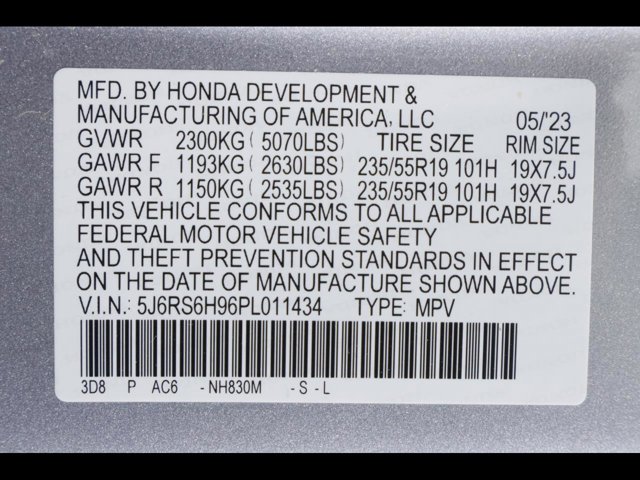 MFD. BY HONDA DEVELOPMENT &
MANUFACTURING OF AMERICA, LLC 05/'23
GVWR 2300KG ( 5070LBS ) TIRE SIZE RIM SIZE
GAWR F 1193KG ( 2630LBS ) 235/55R19 101H 19X7.5J
GAWR R 1150KG ( 2535LBS ) 235/55R19 101H 19X7.5J
THIS VEHICLE CONFORMS TO ALL APPLICABLE
FEDERAL MOTOR VEHICLE SAFETY
AND THEFT PREVENTION STANDARDS IN EFFECT
ON THE DATE OF MANUFACTURE SHOWN ABOVE.
V.I.N.: 5J6RS6H96PL011434 TYPE: MPV
3D8 P AC6 -NH830M -S-L